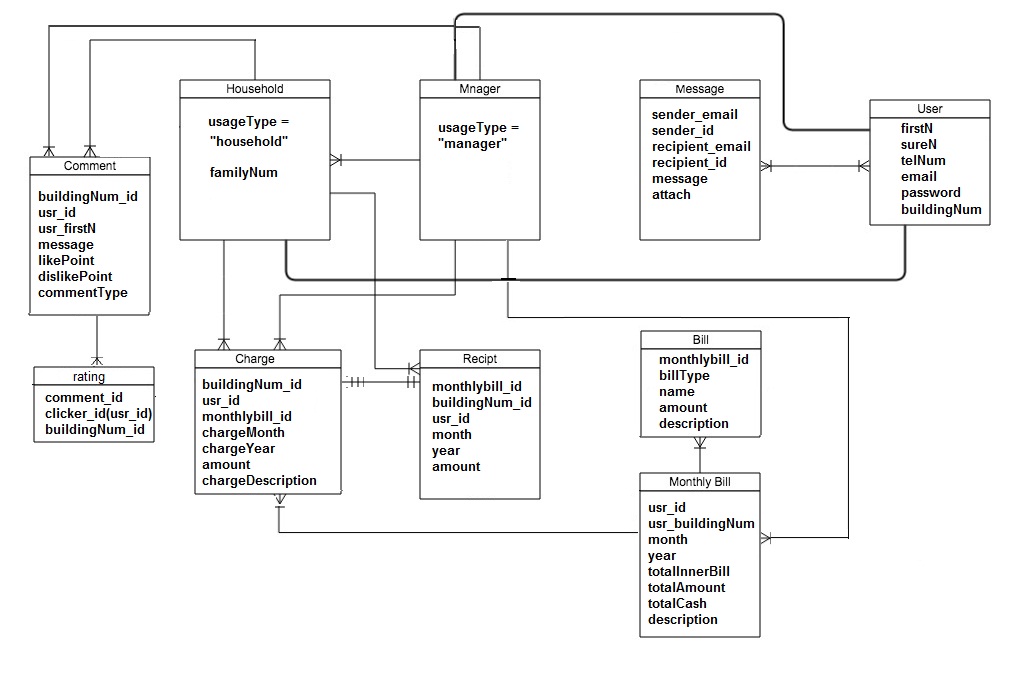 Household
usageType =
"household"
familyNum
Mnager
usageType =
"manager"
Message
sender_email
sender_id
recipient_email
recipient_id
message
attach
User
firstN
sureN
telNum
email
password
buildingNum
Comment
buildingNum_id
usr_id
usr_firstN
message
likePoint
dislikePoint
commentType
rating
comment_id
clicker_id(usr_id)
buildingNum_id
Charge
buildingNum_id
usr_id
monthlybill_id
chargeMonth
chargeYear
amount
chargeDescription
Recipt
monthlybill_id
buildingNum_id
usr_id
month
year
amount
Bill
monthlybill_id
billType
name
amount
description
Monthly Bill
usr_id
usr_buildingNum
month
year
totalInnerBill
totalAmount
totalCash
description